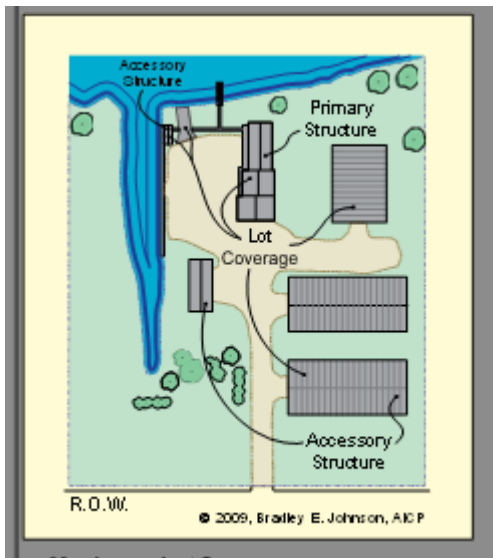 Accessory
Structure
Primary
Structure
Lot
Coverage
Accessory
Structure
R.O.W.
© 2009, Bradley E. Johnson, AICP